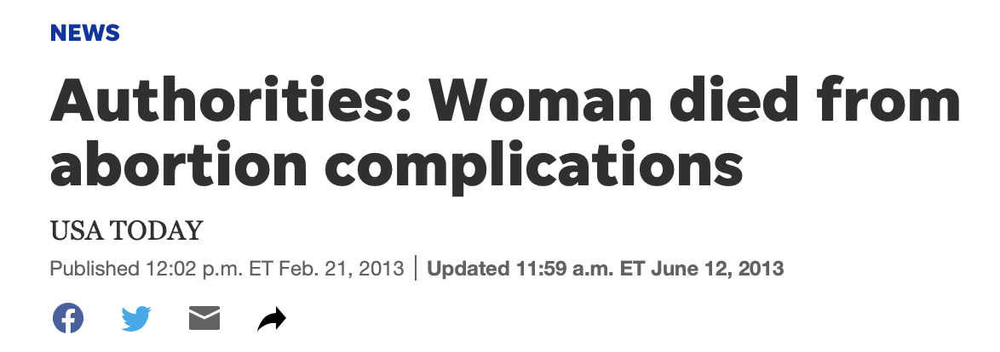 NEWS
Authorities: Woman died from
abortion complications
USA TODAY
Published 12:02 p.m. ET Feb. 21, 2013 | Updated 11:59 a.m. ET June 12, 2013